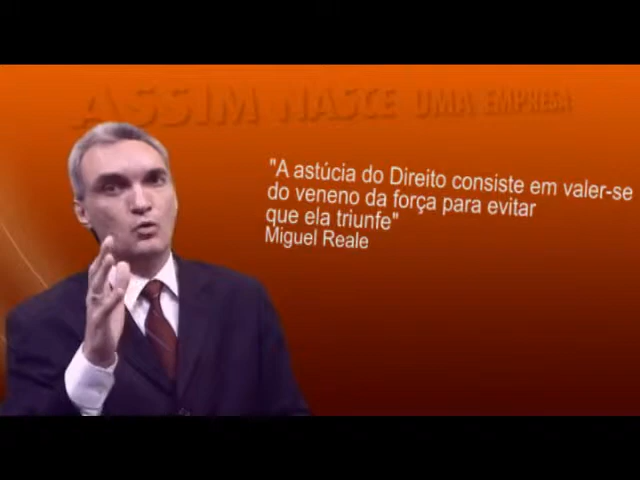 ASSIM NASCE UMA EMPRESA
"A astúcia do Direito consiste em valer-se
do veneno da força para evitar
que ela triunfe"
Miguel Reale